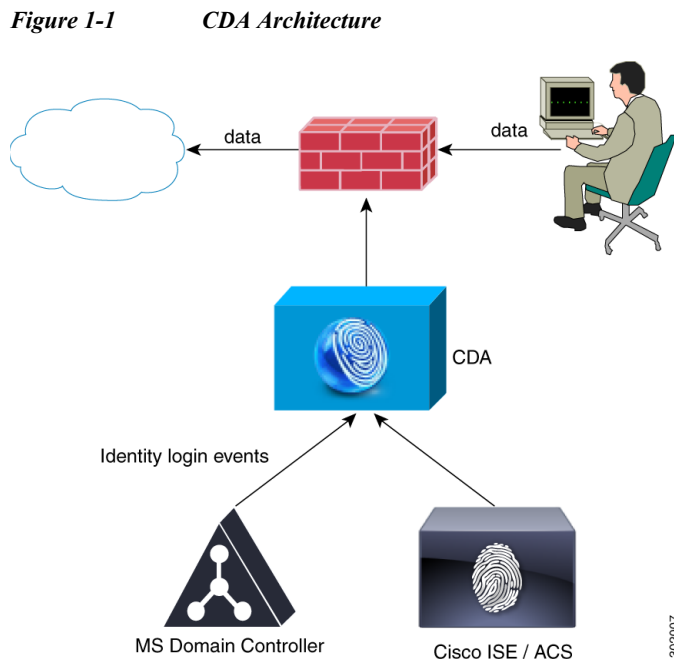 Figure 1-1 CDA Architecture
data
data
CDA
Identity login events
MS Domain Controller
Cisco ISE / ACS